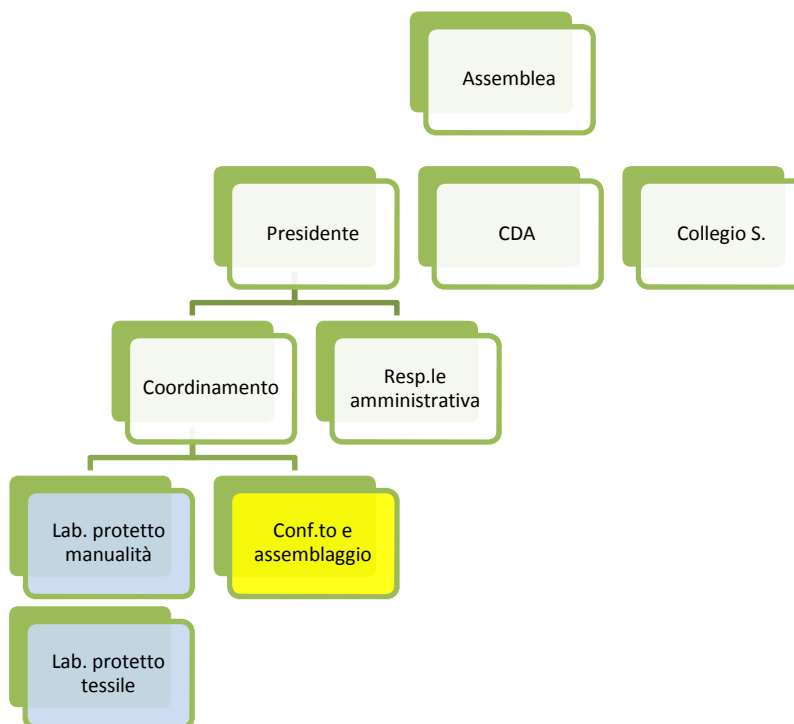 Assemblea
Presidente
CDA
Collegio S.
Coordinamento
Resp.le
amministrativa
Lab. protetto
manualità
Conf.to e
assemblaggio
Lab. protetto
tessile